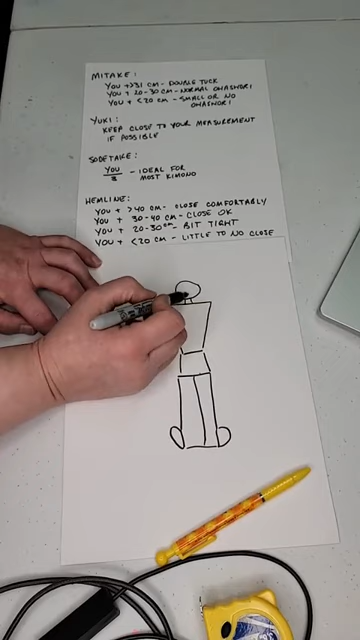 MITAKE:
YOU +>31 CM - DOUBLE TUCK
YOU + 20-30 CM - NORMAL OHASHORI
YOU + <20 CM - SMALL OR NO
OHASHORI
YUKI:
KEEP CLOSE TO YOUR MEASUREMENT
IF POSSIBLE
SODETAKE:
YOU/3 - IDEAL FOR
MOST KIMONO
HEMLINE:
YOU + >40 CM - CLOSE COMFORTABLY
YOU + 30-40 CM - CLOSE OK
YOU + 20-30 CM - BIT TIGHT
YOU + <20 CM - LITTLE TO NO CLOSE